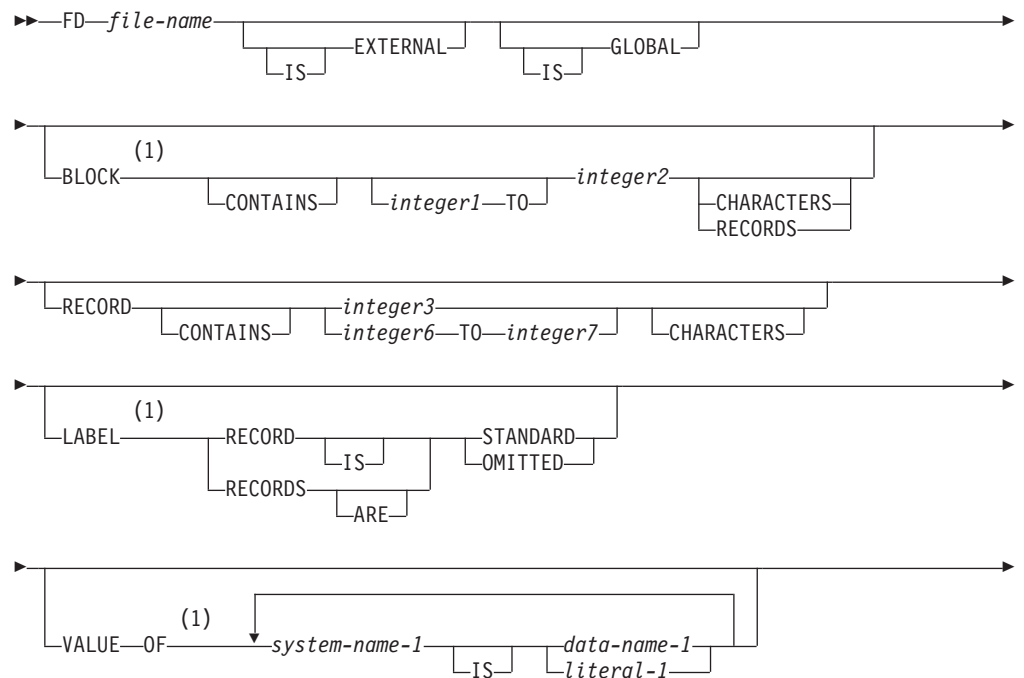 FD file-name EXTERNAL GLOBAL
IS IS
(1)
BLOCK integer2
CONTAINS integer1 TO CHARACTERS
RECORDS
RECORD integer3
CONTAINS integer6 TO integer7 CHARACTERS
(1)
LABEL RECORD STANDARD
IS OMITTED
RECORDS
ARE
(1)
VALUE OF system-name-1 data-name-1
IS literal-1